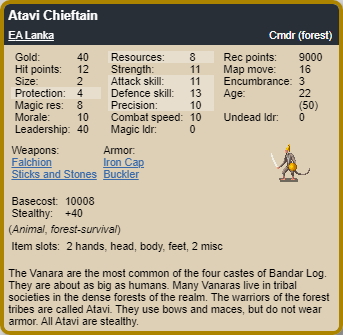 Atavi Chieftain
EA Lanka Cmdr (forest)
Gold: 40 Resources: 8 Rec points: 9000
Hit points: 12 Strength: 11 Map move: 16
Size: 2 Attack skill: 11 Encumbrance: 3
Protection: 4 Defence skill: 13 Age: 22
Magic res: 8 Precision: 10 (50)
Morale: 10 Combat speed: 10 Undead ldr: 0
Leadership: 40 Magic ldr: 0
Weapons: Armor:
Falchion Iron Cap
Sticks and Stones Buckler
Basecost: 10008
Stealthy: +40
(Animal, forest-survival)
Item slots: 2 hands, head, body, feet, 2 misc
The Vanara are the most common of the four castes of Bandar Log.
They are about as big as humans. Many Vanaras live in tribal
societies in the dense forests of the realm. The warriors of the forest
tribes are called Atavi. They use bows and maces, but do not wear
armor. All Atavi are stealthy.